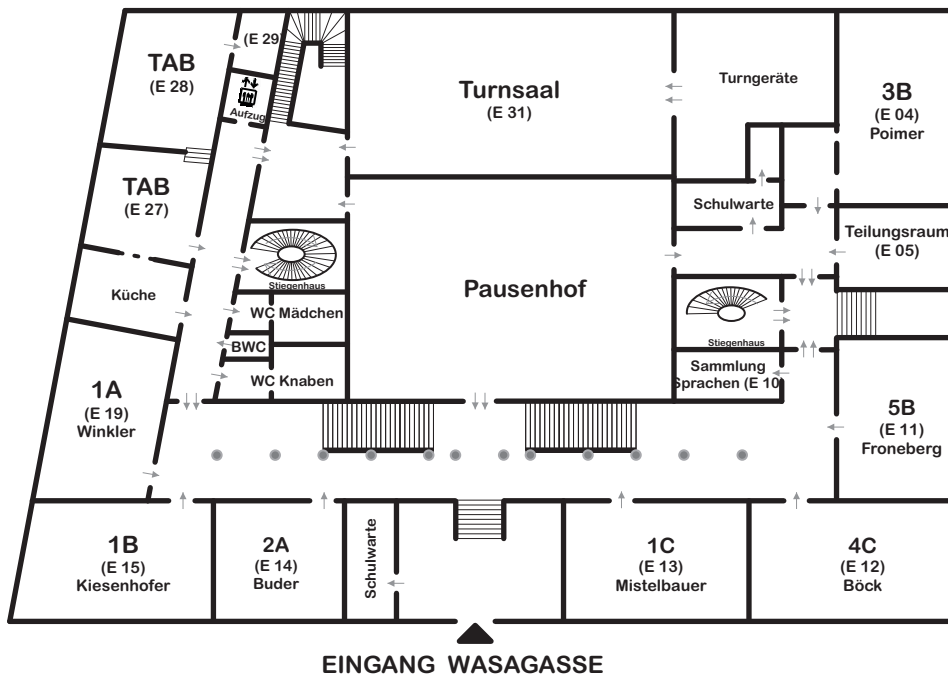 TAB
(E 28)
(E 29)
Aufzug
Turnsaal
(E 31)
Turngeräte
3B
(E 04)
Poimer
TAB
(E 27)
Schulwarte
Teilungsraum
(E 05)
Küche
Stiegenhaus
Pausenhof
WC Mädchen
BWC
WC Knaben
Stiegenhaus
Sammlung
Sprachen (E 10)
1A
(E 19)
Winkler
5B
(E 11)
Froneberg
1B
(E 15)
Kiesenhofer
2A
(E 14)
Buder
Schulwarte
1C
(E 13)
Mistelbauer
4C
(E 12)
Böck
EINGANG WASAGASSE